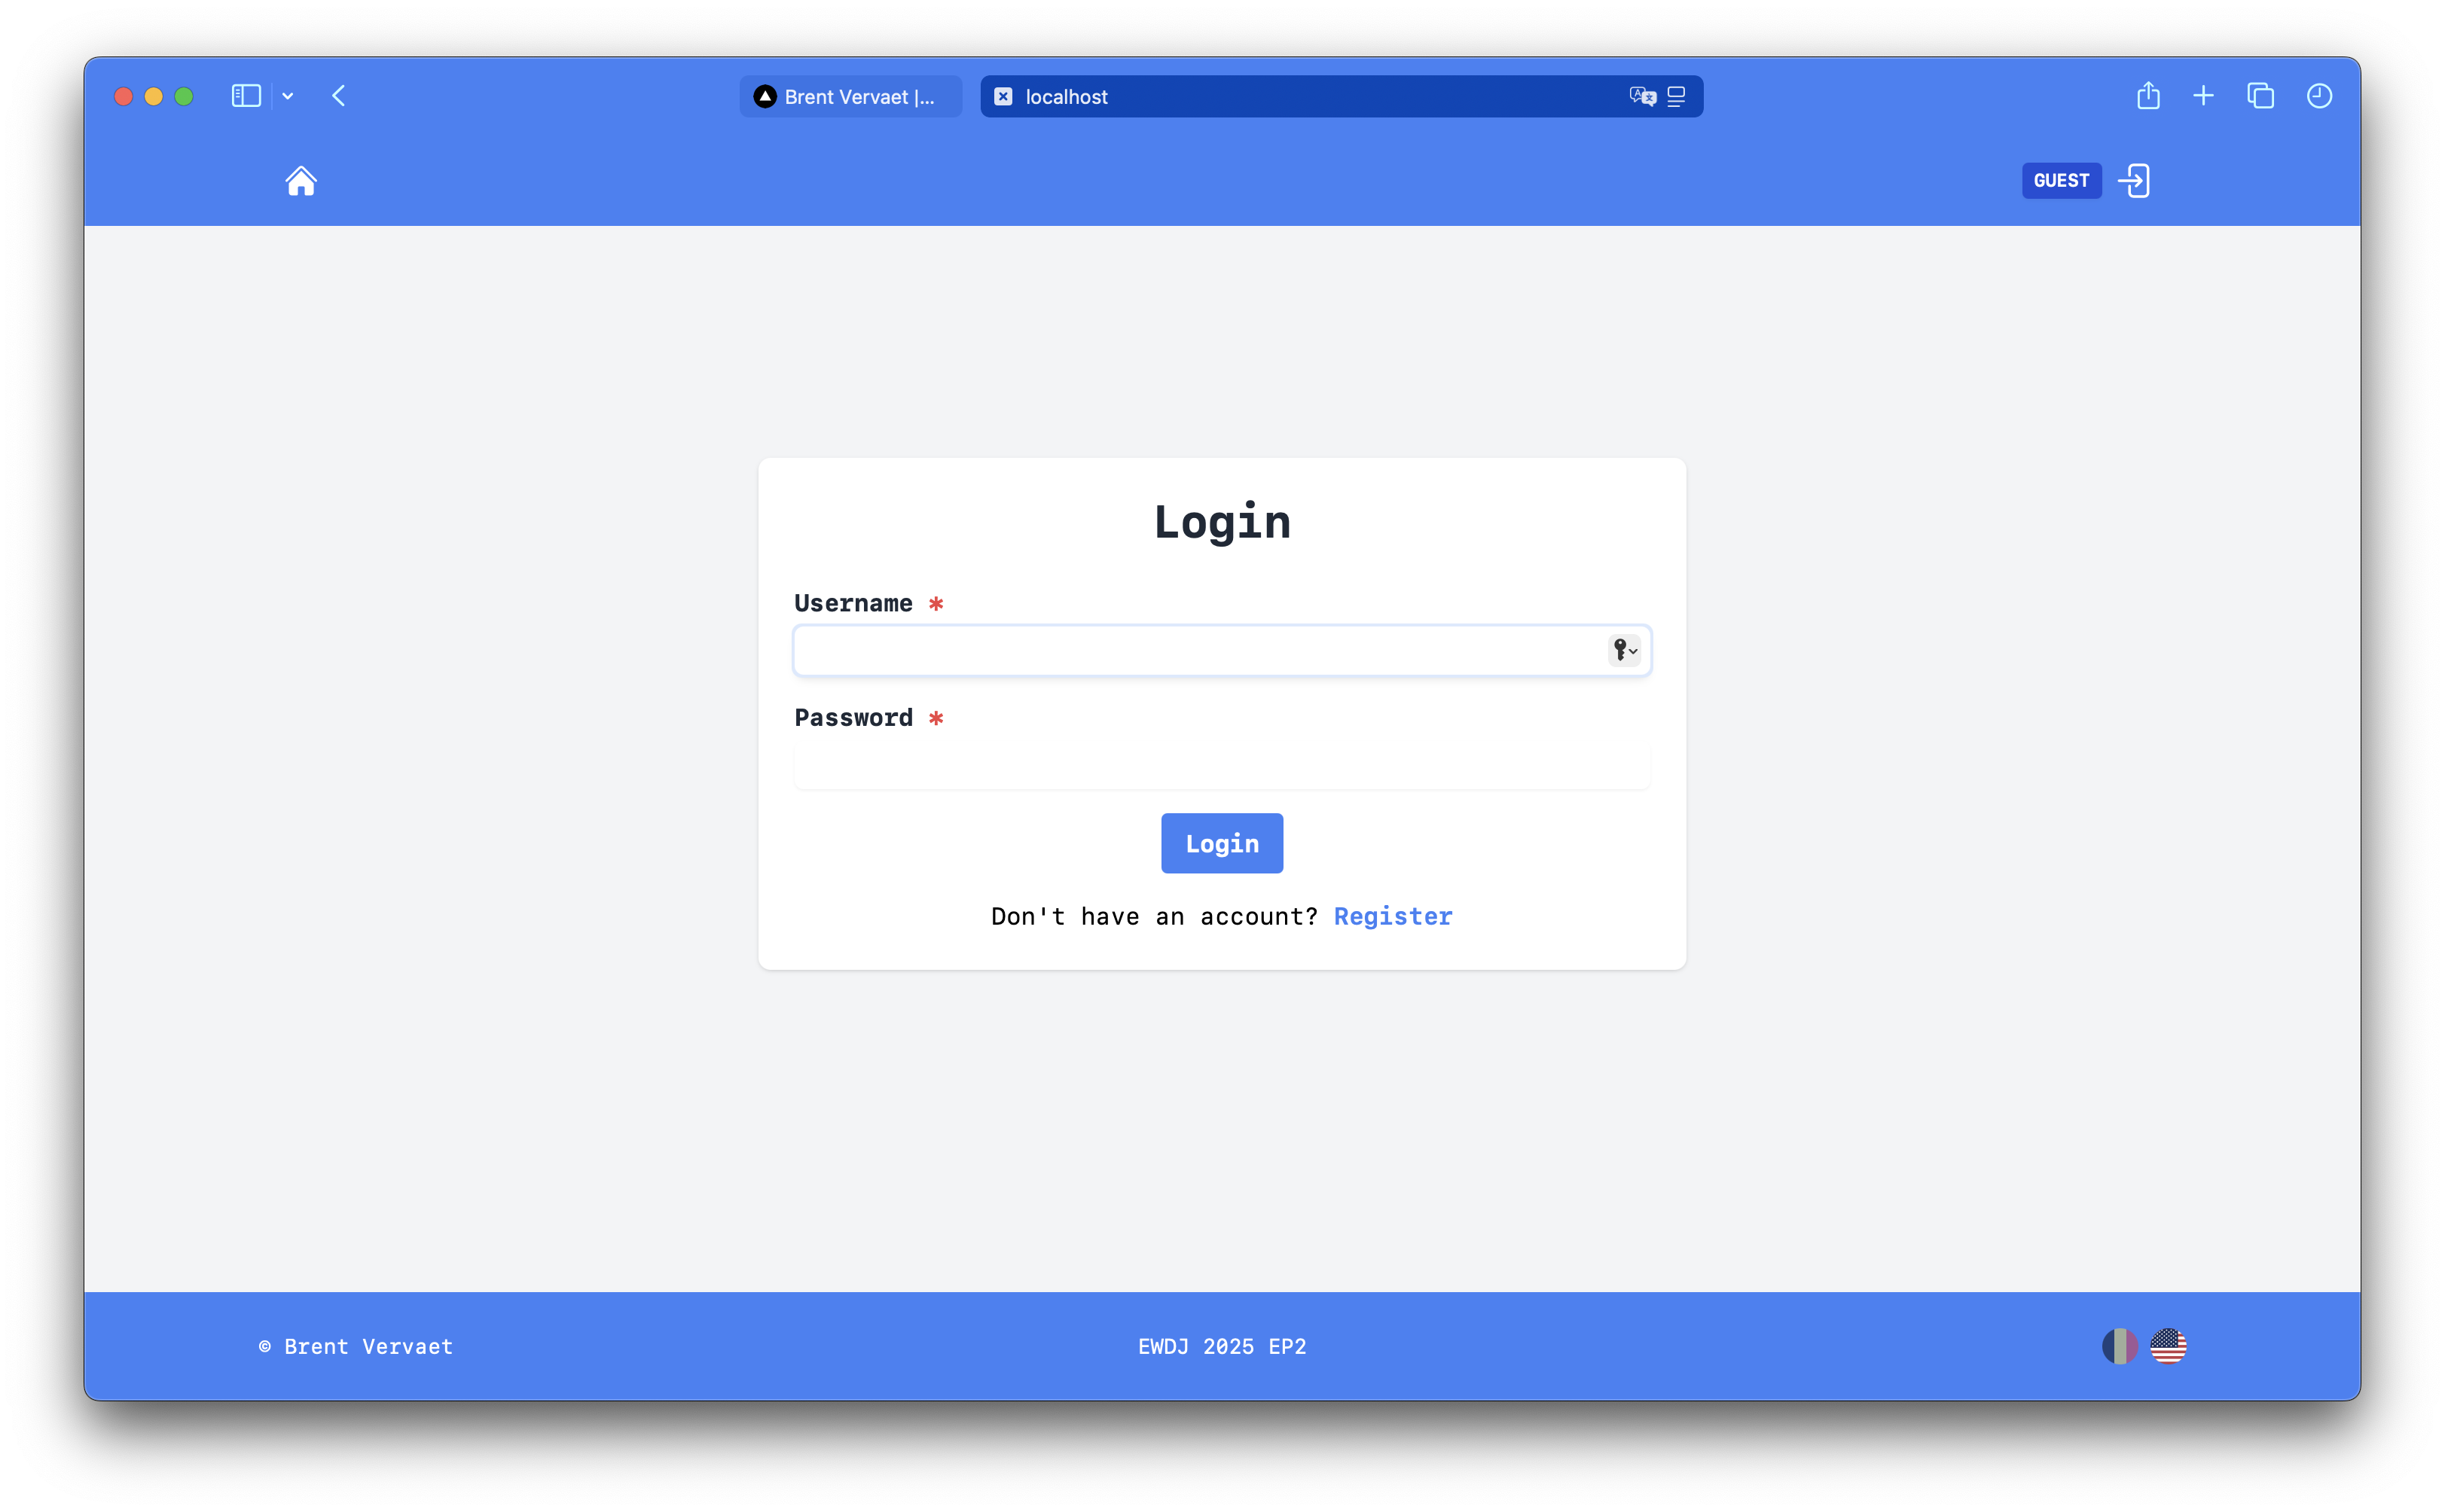 Brent Vervaet |...
localhost
GUEST
Login
Username *
Password *
Login
Don't have an account? Register
© Brent Vervaet
EWDJ 2025 EP2